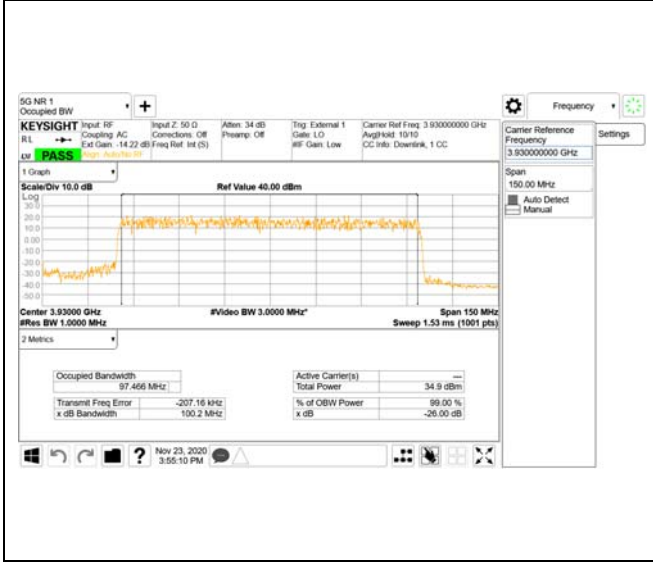 5G NR 1
Occupied BW
Frequency
KEYSIGHT
R L
PASS
Input: RF
Coupling: AC
Ext Gain: -14.22 dB
Align: Auto/No RF
Input Z: 50 Ω
Corrections: Off
Freq Ref: Int (S)
Atten: 34 dB
Preamp: Off
Trig: External 1
Gate: LO
#IF Gain: Low
Carrier Ref Freq: 3.930000000 GHz
Avg|Hold: 10/10
CC Info: Downlink, 1 CC
Carrier Reference
Frequency
3.930000000 GHz
Settings
Span
150.00 MHz
Auto Detect
Manual
1 Graph
Scale/Div 10.0 dB
Ref Value 40.00 dBm
Log
30.0
20.0
10.0
0.00
-10.0
-20.0
-30.0
-40.0
-50.0
Center 3.93000 GHz
#Video BW 3.0000 MHz*
Span 150 MHz
#Res BW 1.0000 MHz
Sweep 1.53 ms (1001 pts)
2 Metrics
Occupied Bandwidth
97.466 MHz
Active Carrier(s)
---
Total Power
34.9 dBm
Transmit Freq Error
-207.16 kHz
% of OBW Power
99.00 %
x dB Bandwidth
100.2 MHz
x dB
-26.00 dB
?
Nov 23, 2020
3:55:10 PM